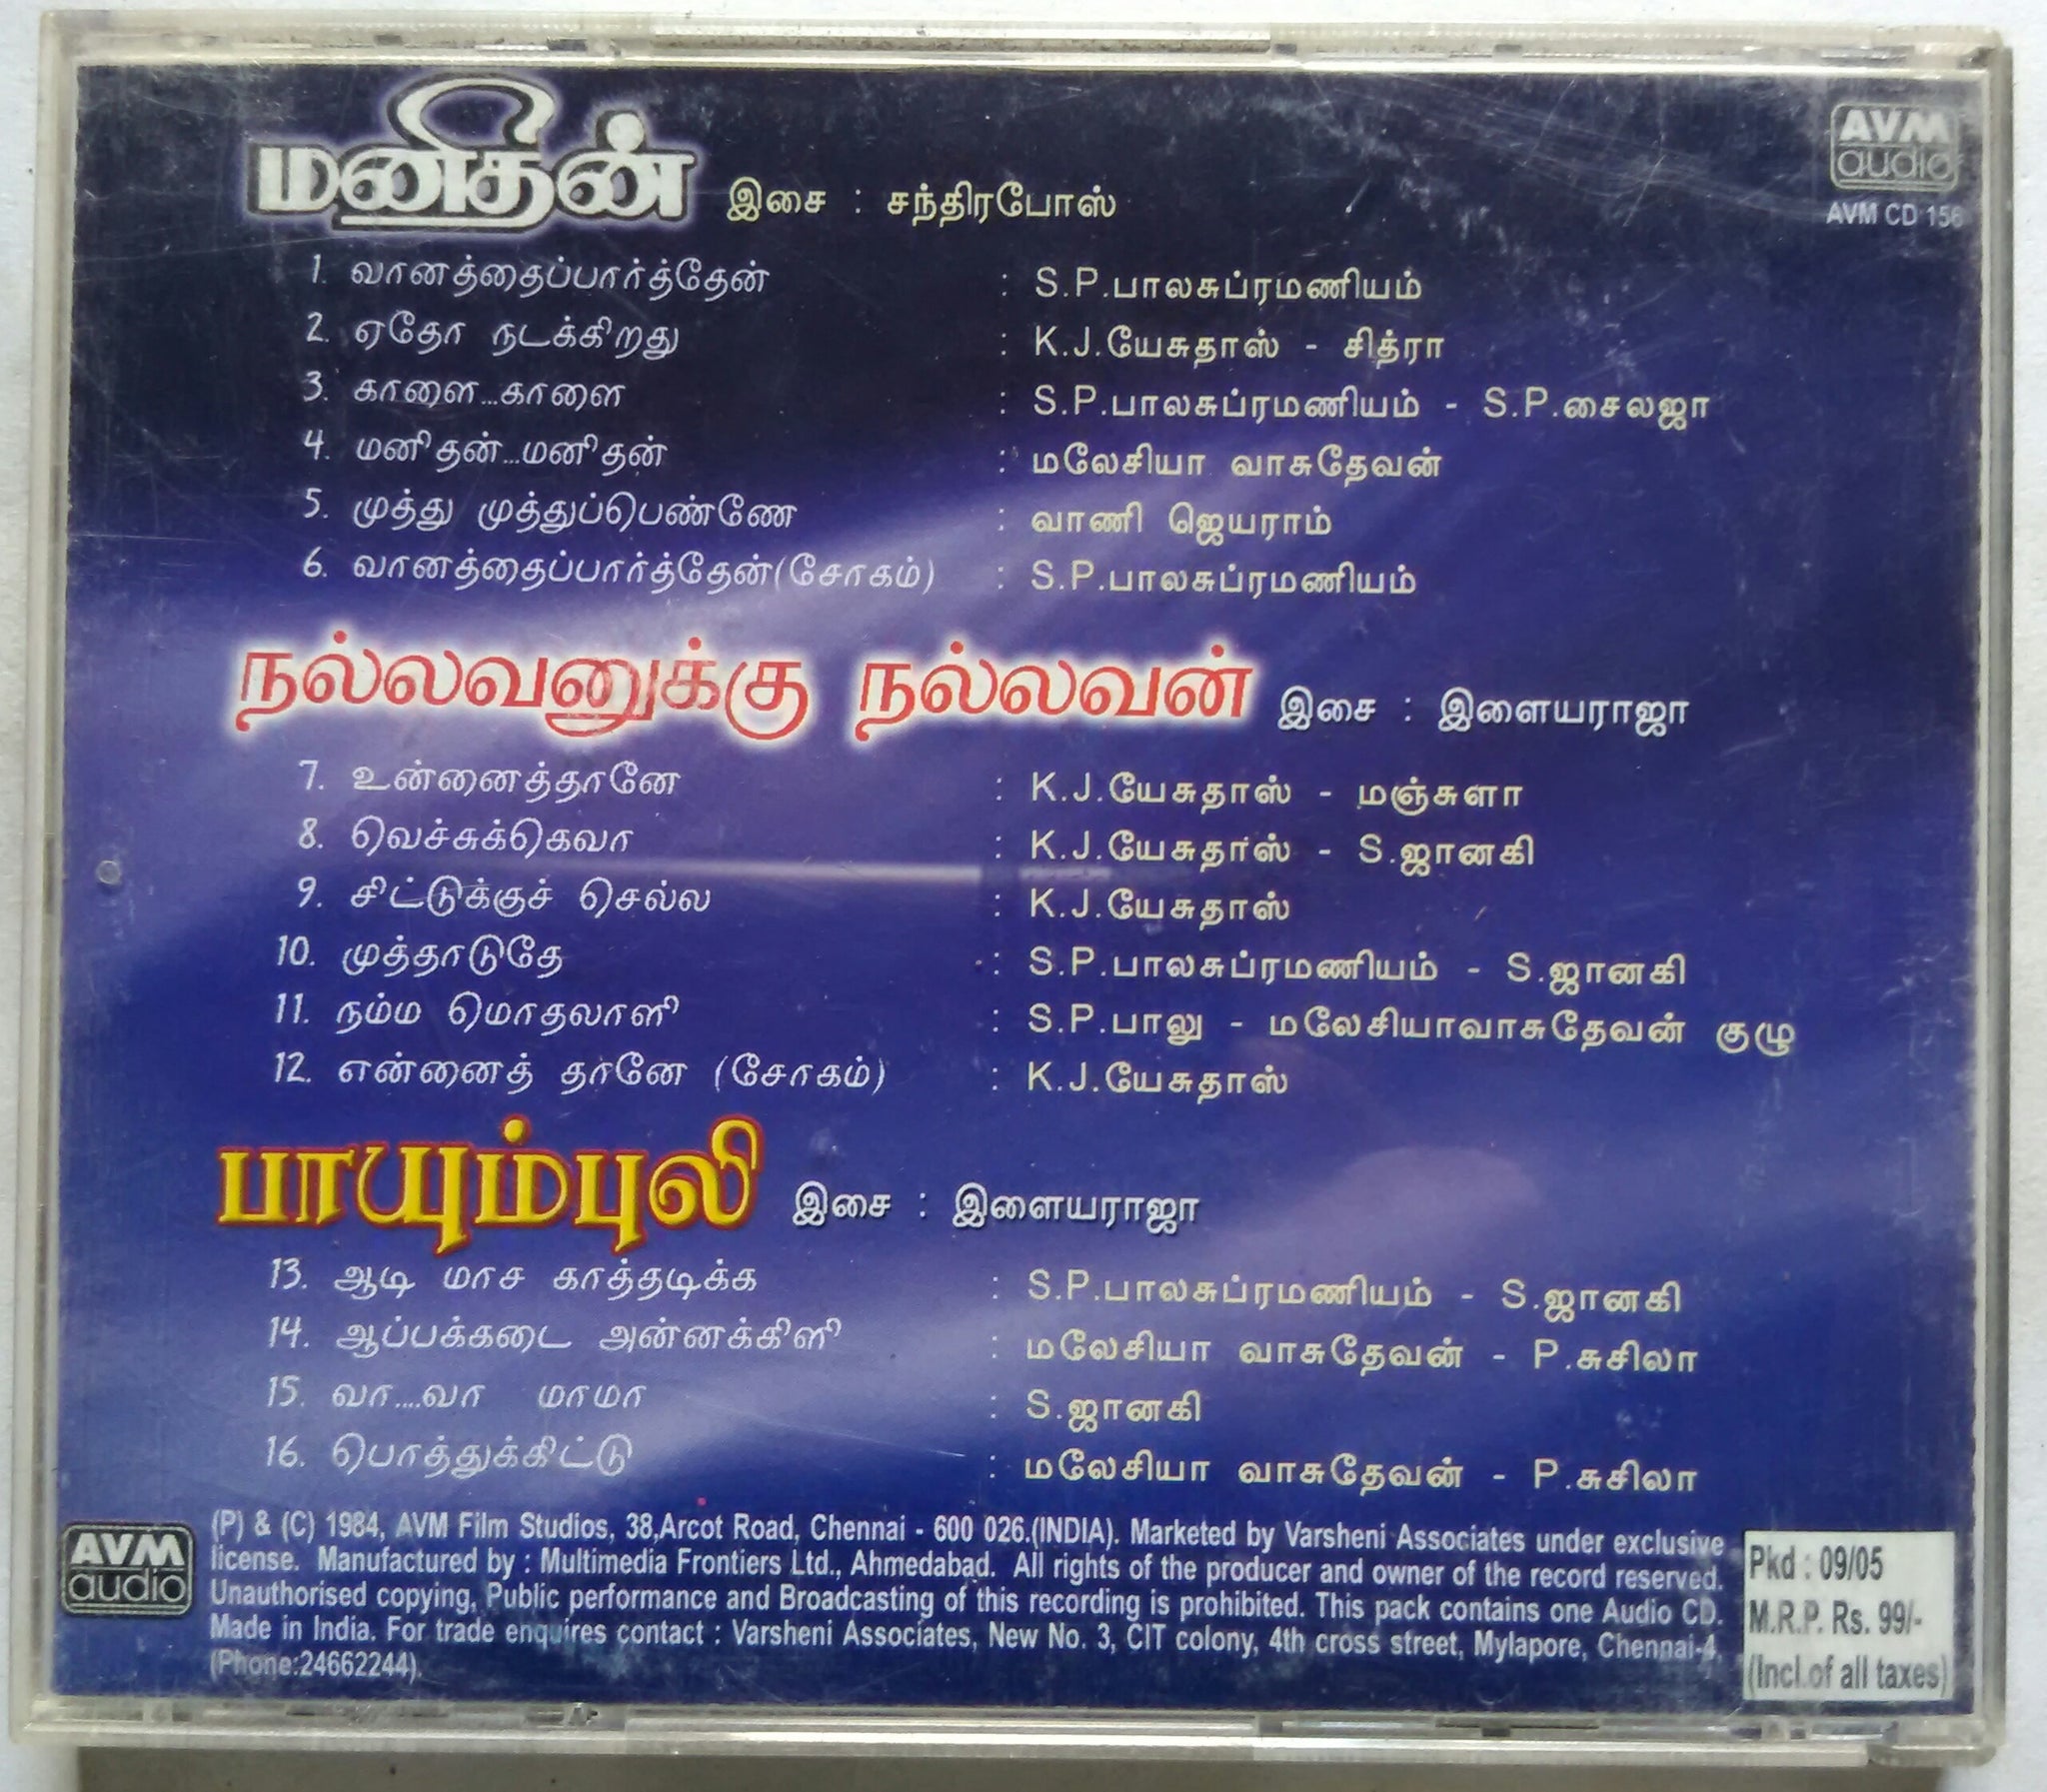 மனிதன் இசை : சந்திரபோஸ்
AVM
audio
AVM CD 156
1. வானத்தைப்பார்த்தேன் : S.P.பாலசுப்ரமணியம்
2. ஏதோ நடக்கிறது : K.J.யேசுதாஸ் - சித்ரா
3. காளை...காளை : S.P.பாலசுப்ரமணியம் - S.P.சைலஜா
4. மனிதன்...மனிதன் : மலேசியா வாசுதேவன்
5. முத்து முத்துப்பெண்ணே : வாணி ஜெயராம்
6. வானத்தைப்பார்த்தேன்(சோகம்) : S.P.பாலசுப்ரமணியம்
நல்லவனுக்கு நல்லவன் இசை : இளையராஜா
7. உன்னைத்தானே : K.J.யேசுதாஸ் - மஞ்சுளா
8. வெச்சுக்கெவா : K.J.யேசுதாஸ் - S.ஜானகி
9. சிட்டுக்குச் செல்ல : K.J.யேசுதாஸ்
10. முத்தாடுதே : S.P.பாலசுப்ரமணியம் - S.ஜானகி
11. நம்ம மொதலாளி : S.P.பாலு - மலேசியாவாசுதேவன் குழு
12. என்னைத் தானே (சோகம்) : K.J.யேசுதாஸ்
பாயும்புலி இசை : இளையராஜா
13. ஆடி மாச காத்தடிக்க : S.P.பாலசுப்ரமணியம் - S.ஜானகி
14. ஆப்பக்கடை அன்னக்கிளி : மலேசியா வாசுதேவன் - P.சுசிலா
15. வா....வா மாமா : S.ஜானகி
16. பொத்துக்கிட்டு : மலேசியா வாசுதேவன் - P.சுசிலா
AVM
audio
(P) & (C) 1984, AVM Film Studios, 38,Arcot Road, Chennai - 600 026.(INDIA). Marketed by Varsheni Associates under exclusive
license. Manufactured by : Multimedia Frontiers Ltd., Ahmedabad. All rights of the producer and owner of the record reserved.
Unauthorised copying, Public performance and Broadcasting of this recording is prohibited. This pack contains one Audio CD.
Made in India. For trade enquires contact : Varsheni Associates, New No. 3, CIT colony, 4th cross street, Mylapore, Chennai-4.
(Phone:24662244).
Pkd : 09/05
M.R.P. Rs. 99/-
(Incl.of all taxes)